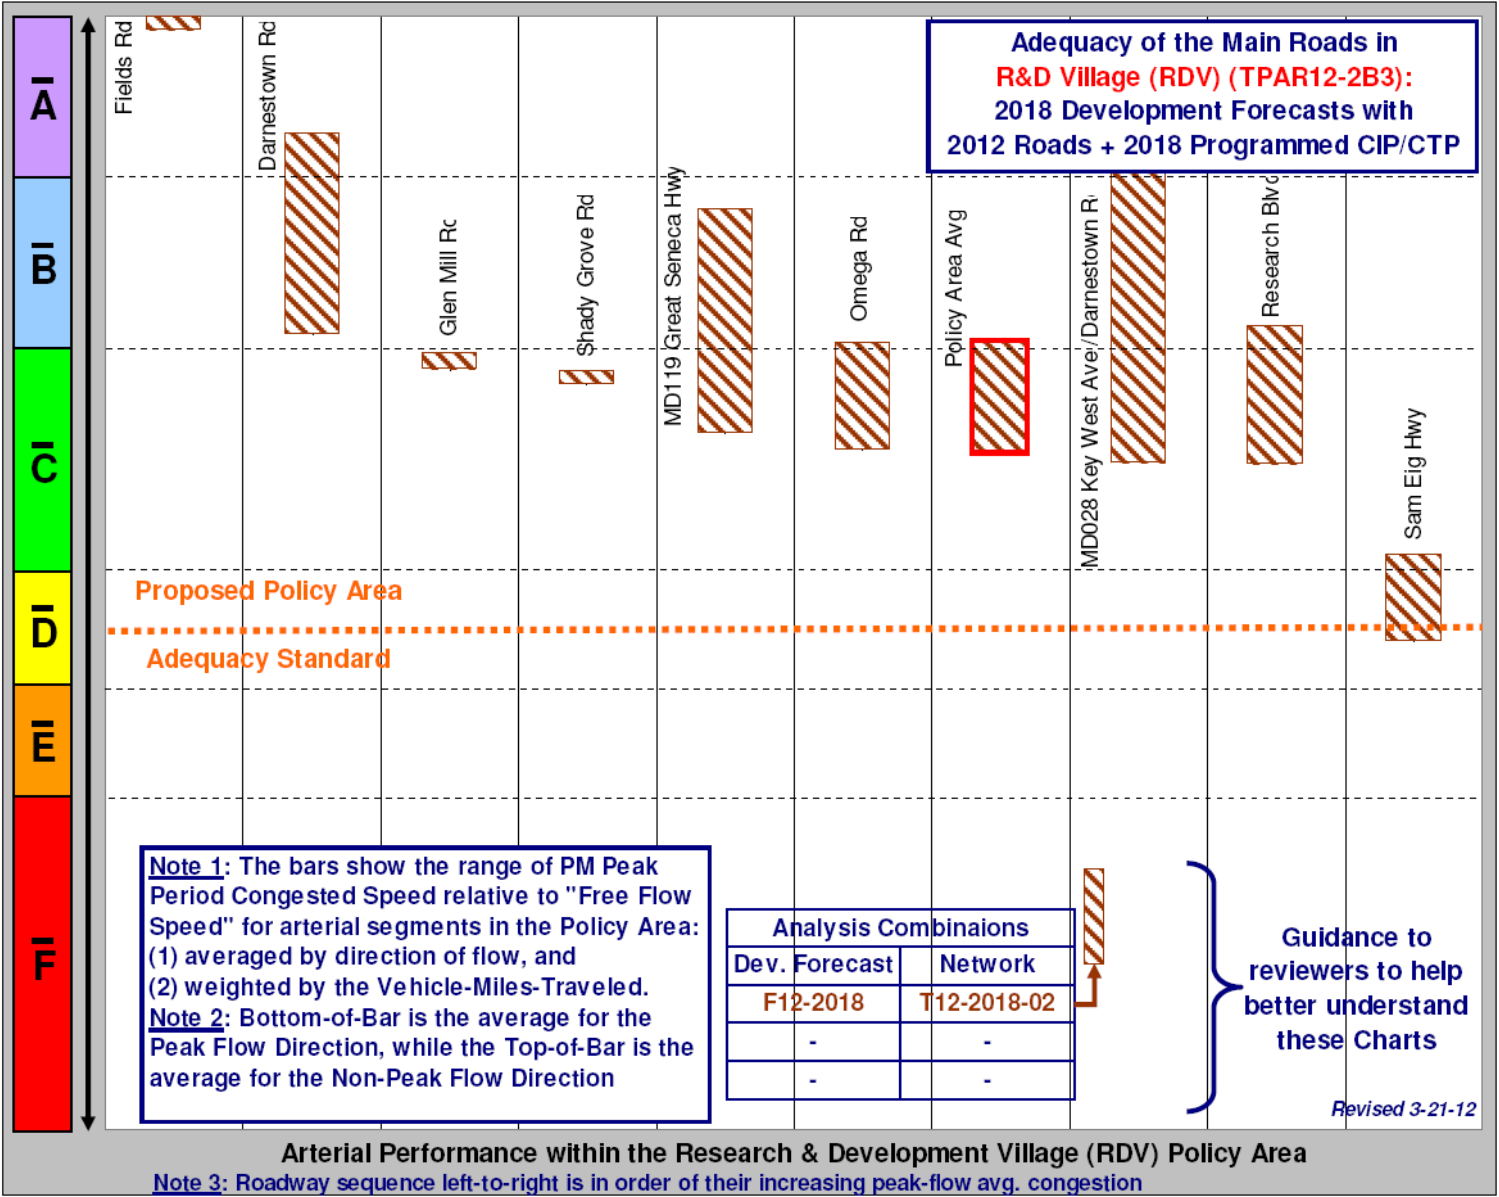 Adequacy of the Main Roads in
R&D Village (RDV) (TPAR12-2B3):
2018 Development Forecasts with
2012 Roads + 2018 Programmed CIP/CTP
A
B
C
D
E
F
Fields Rd
Darnestown Rd
Glen Mill Rd
Shady Grove Rd
MD119 Great Seneca Hwy
Omega Rd
Policy Area Avg
MD028 Key West Ave/Darnestown R
Research Blv
Sam Eig Hwy
Proposed Policy Area
Adequacy Standard
Note 1: The bars show the range of PM Peak
Period Congested Speed relative to "Free Flow
Speed" for arterial segments in the Policy Area:
(1) averaged by direction of flow, and
(2) weighted by the Vehicle-Miles-Traveled.
Note 2: Bottom-of-Bar is the average for the
Peak Flow Direction, while the Top-of-Bar is the
average for the Non-Peak Flow Direction
Analysis Combinaions
Dev. Forecast Network
F12-2018 T12-2018-02
- -
- -
Guidance to
reviewers to help
better understand
these Charts
Revised 3-21-12
Arterial Performance within the Research & Development Village (RDV) Policy Area
Note 3: Roadway sequence left-to-right is in order of their increasing peak-flow avg. congestion